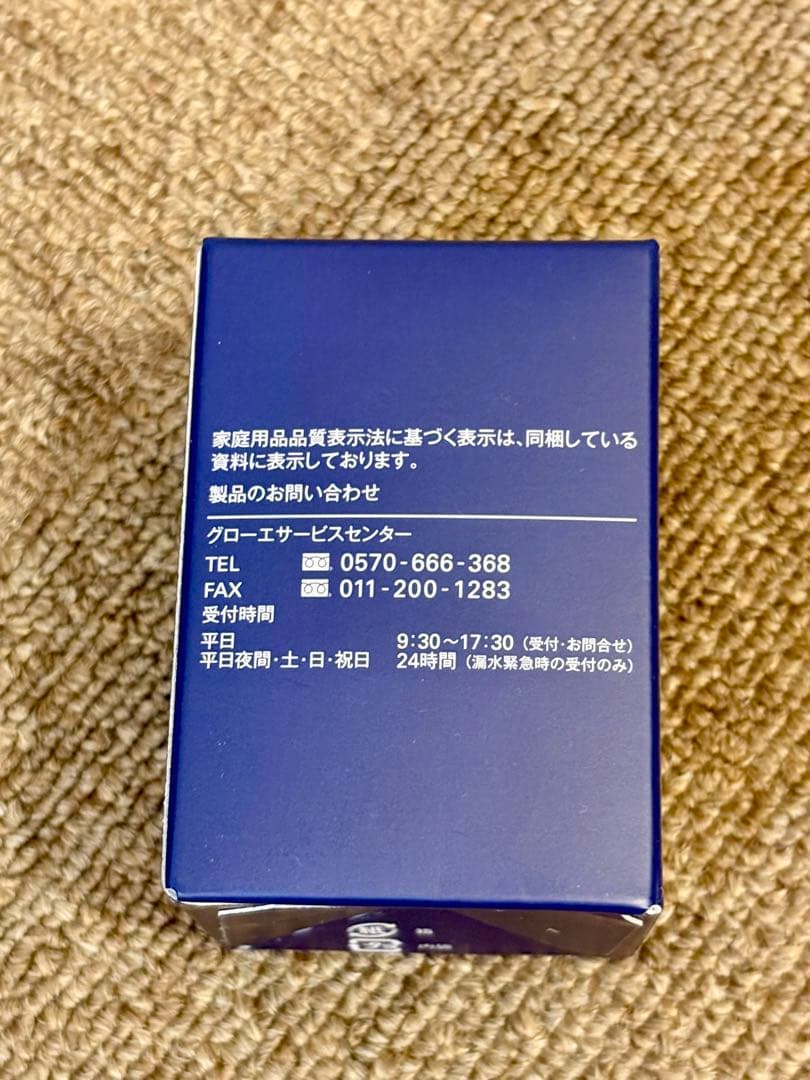 家庭用品品質表示法に基づく表示は、同梱している
資料に表示しております。
製品のお問い合わせ
グローエサービスセンター
TEL 0570-666-368
FAX 011-200-1283
受付時間
平日 9:30〜17:30（受付・お問合せ）
平日夜間・土・日・祝日 24時間（漏水緊急時の受付のみ）